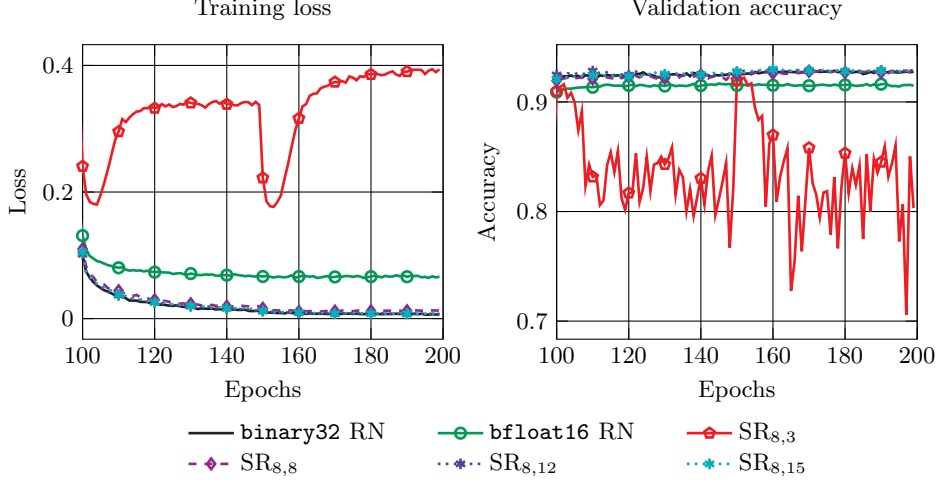 Training loss
Validation accuracy
0.4
0.2
0
Loss
100 120 140 160 180 200
Epochs
0.9
0.8
0.7
Accuracy
100 120 140 160 180 200
Epochs
binary32 RN bfloat16 RN SR8,3
SR8,8 SR8,12 SR8,15